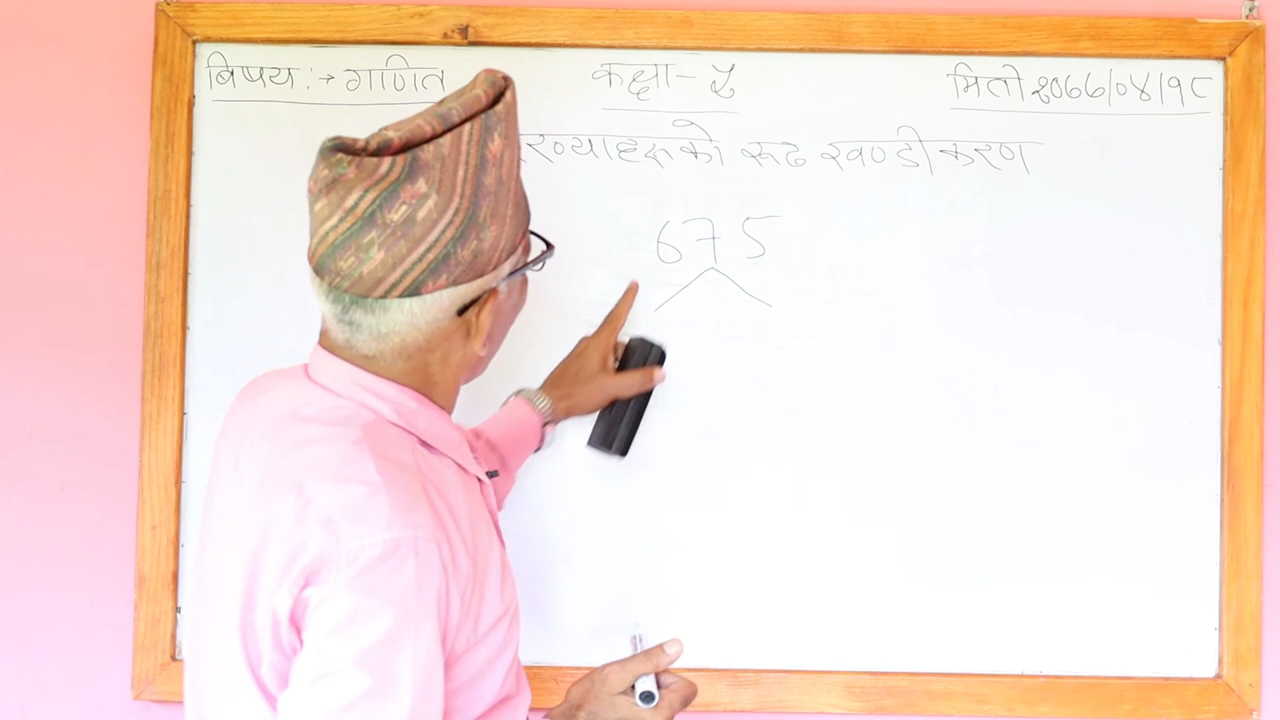 बिषय :→ गणित कक्षा - ५ मिती २०७७/०४/१८
संख्याहरूको रूढ खण्डीकरण
675